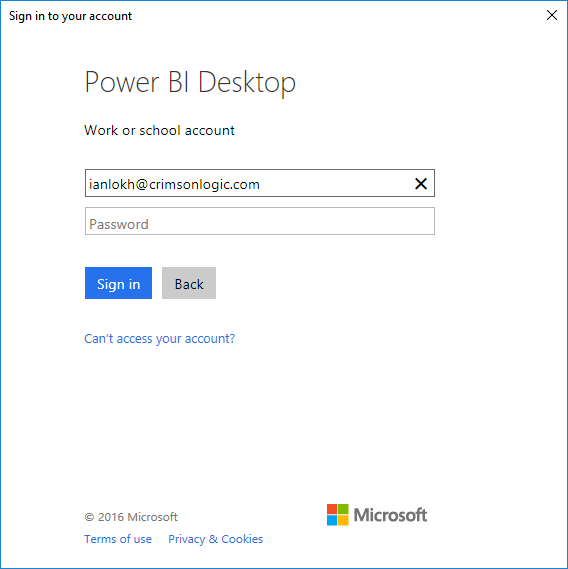 Sign in to your account
Power BI Desktop
Work or school account
ianlokh@crimsonlogic.com
Password
Sign in Back
Can't access your account?
© 2016 Microsoft
Microsoft
Terms of use Privacy & Cookies